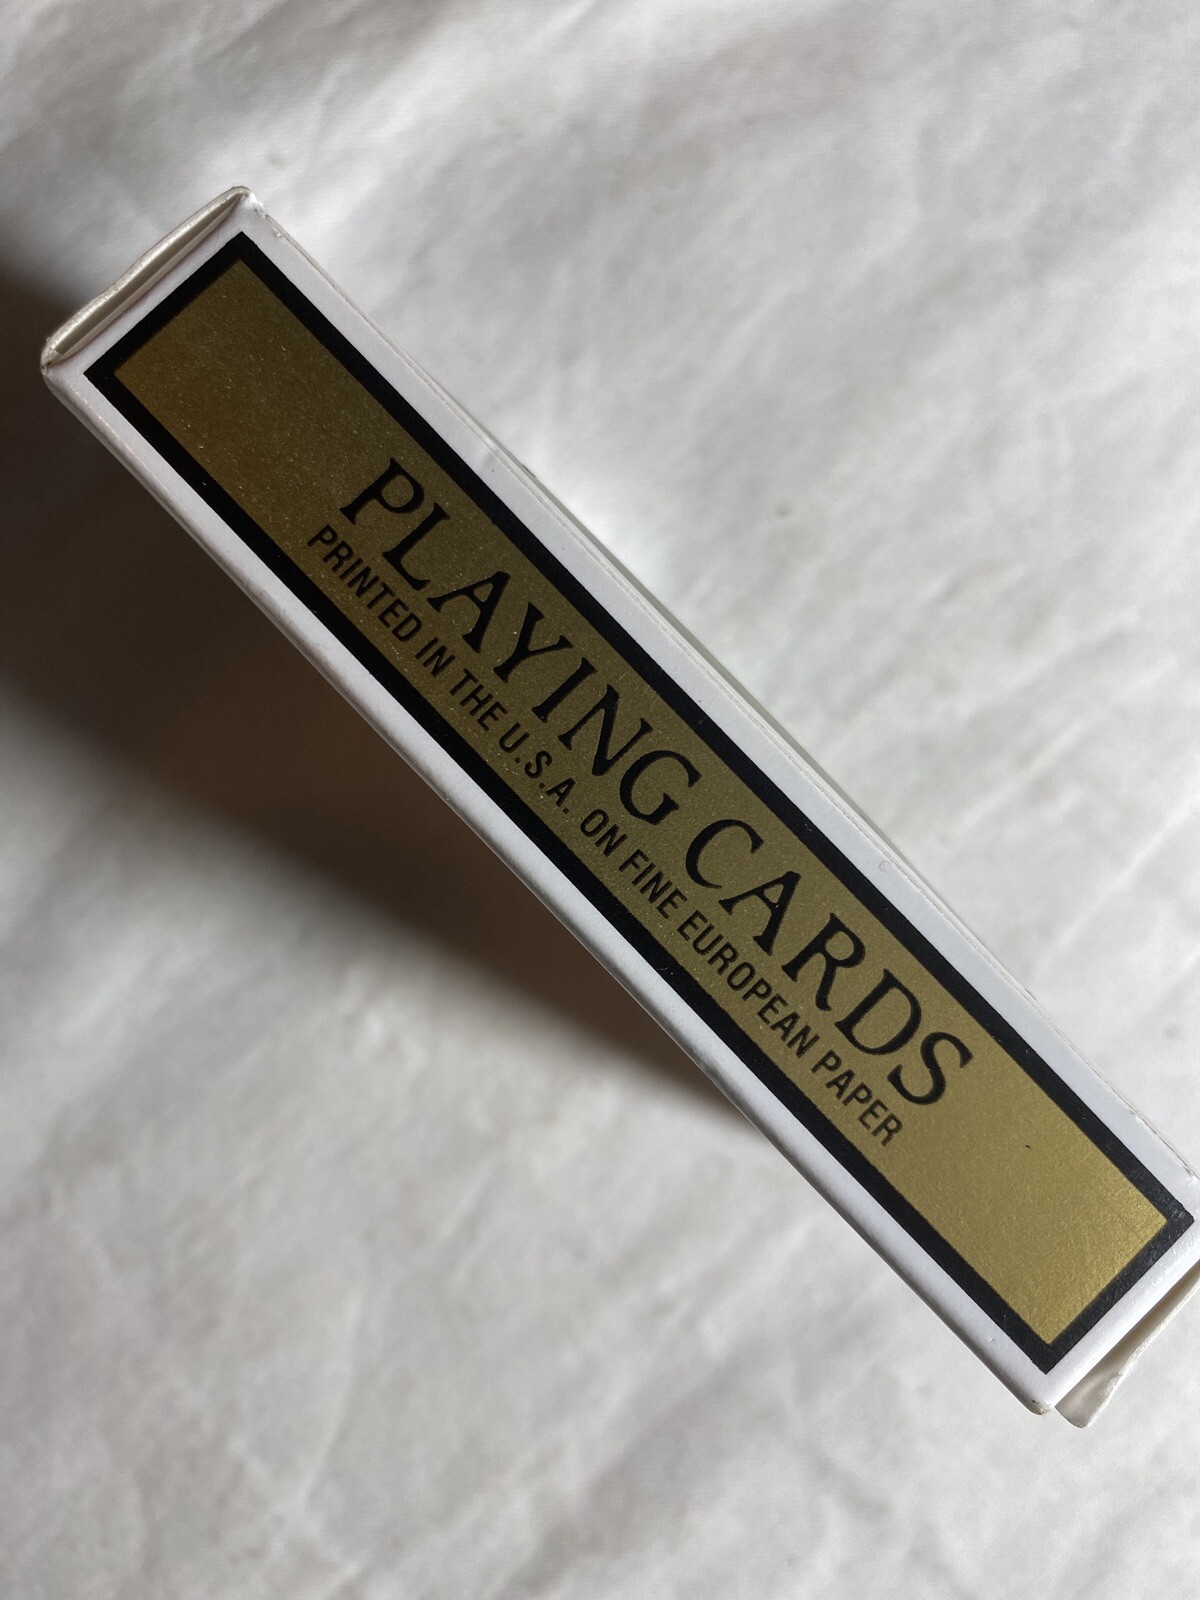 PLAYING CARDS
PRINTED IN THE U.S.A. ON FINE EUROPEAN PAPER